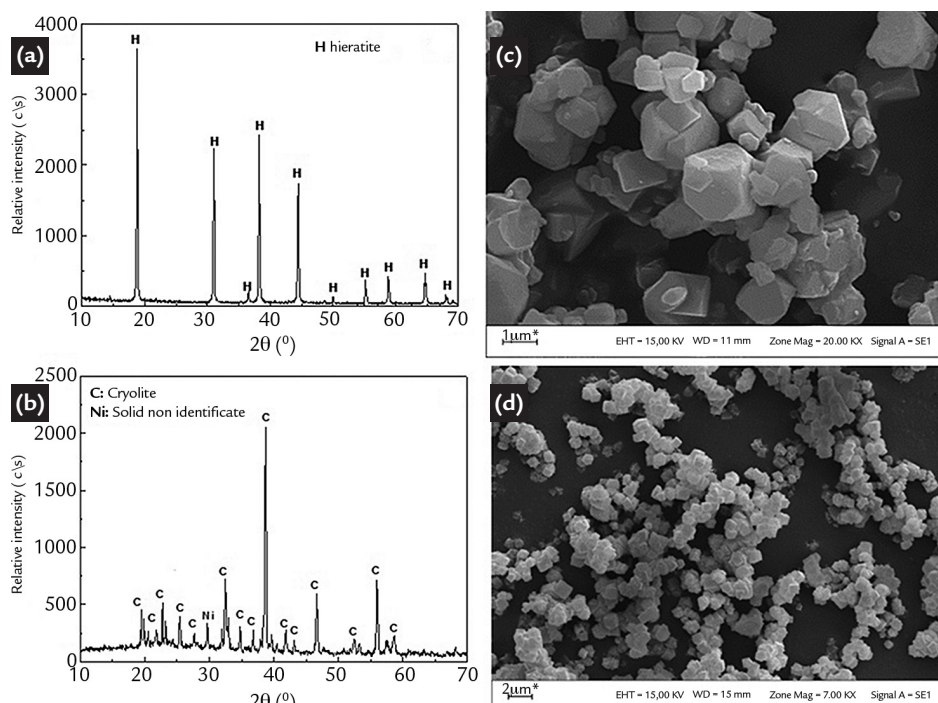 (a)
H hieratite
Relative intensity ( c\s)
4000
3000
2000
1000
0
H
H
H
H
H
H
H
H
H
H
10 20 30 40 50 60 70
2θ (⁰)
(b)
C: Cryolite
Ni: Solid non identificate
Relative intensity ( c\s)
2500
2000
1500
1000
500
0
C
C
C
C
C
Ni
C
C
C
C
C
C
C
C
C
C
10 20 30 40 50 60 70
2θ (⁰)
(c)
1μm*
EHT = 15,00 KV WD = 11 mm Zone Mag = 20.00 KX Signal A = SE1
(d)
2μm*
EHT = 15,00 KV WD = 15 mm Zone Mag = 7.00 KX Signal A = SE1